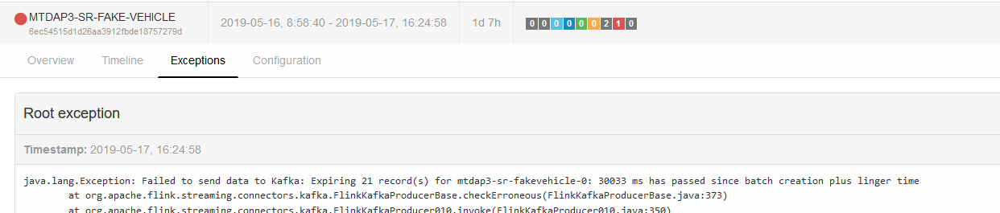 MTDAP3-SR-FAKE-VEHICLE
6ec54515d1d26aa3912fbde18757279d
2019-05-16, 8:58:40 - 2019-05-17, 16:24:58
1d 7h
0 0 0 0 0 0 2 1 0
Overview Timeline Exceptions Configuration
Root exception
Timestamp: 2019-05-17, 16:24:58
java.lang.Exception: Failed to send data to Kafka: Expiring 21 record(s) for mtdap3-sr-fakevehicle-0: 30033 ms has passed since batch creation plus linger time
at org.apache.flink.streaming.connectors.kafka.FlinkKafkaProducerBase.checkErroneous(FlinkKafkaProducerBase.java:373)
at org.apache.flink.streaming.connectors.kafka.FlinkKafkaProducer010.invoke(FlinkKafkaProducer010.java:350)